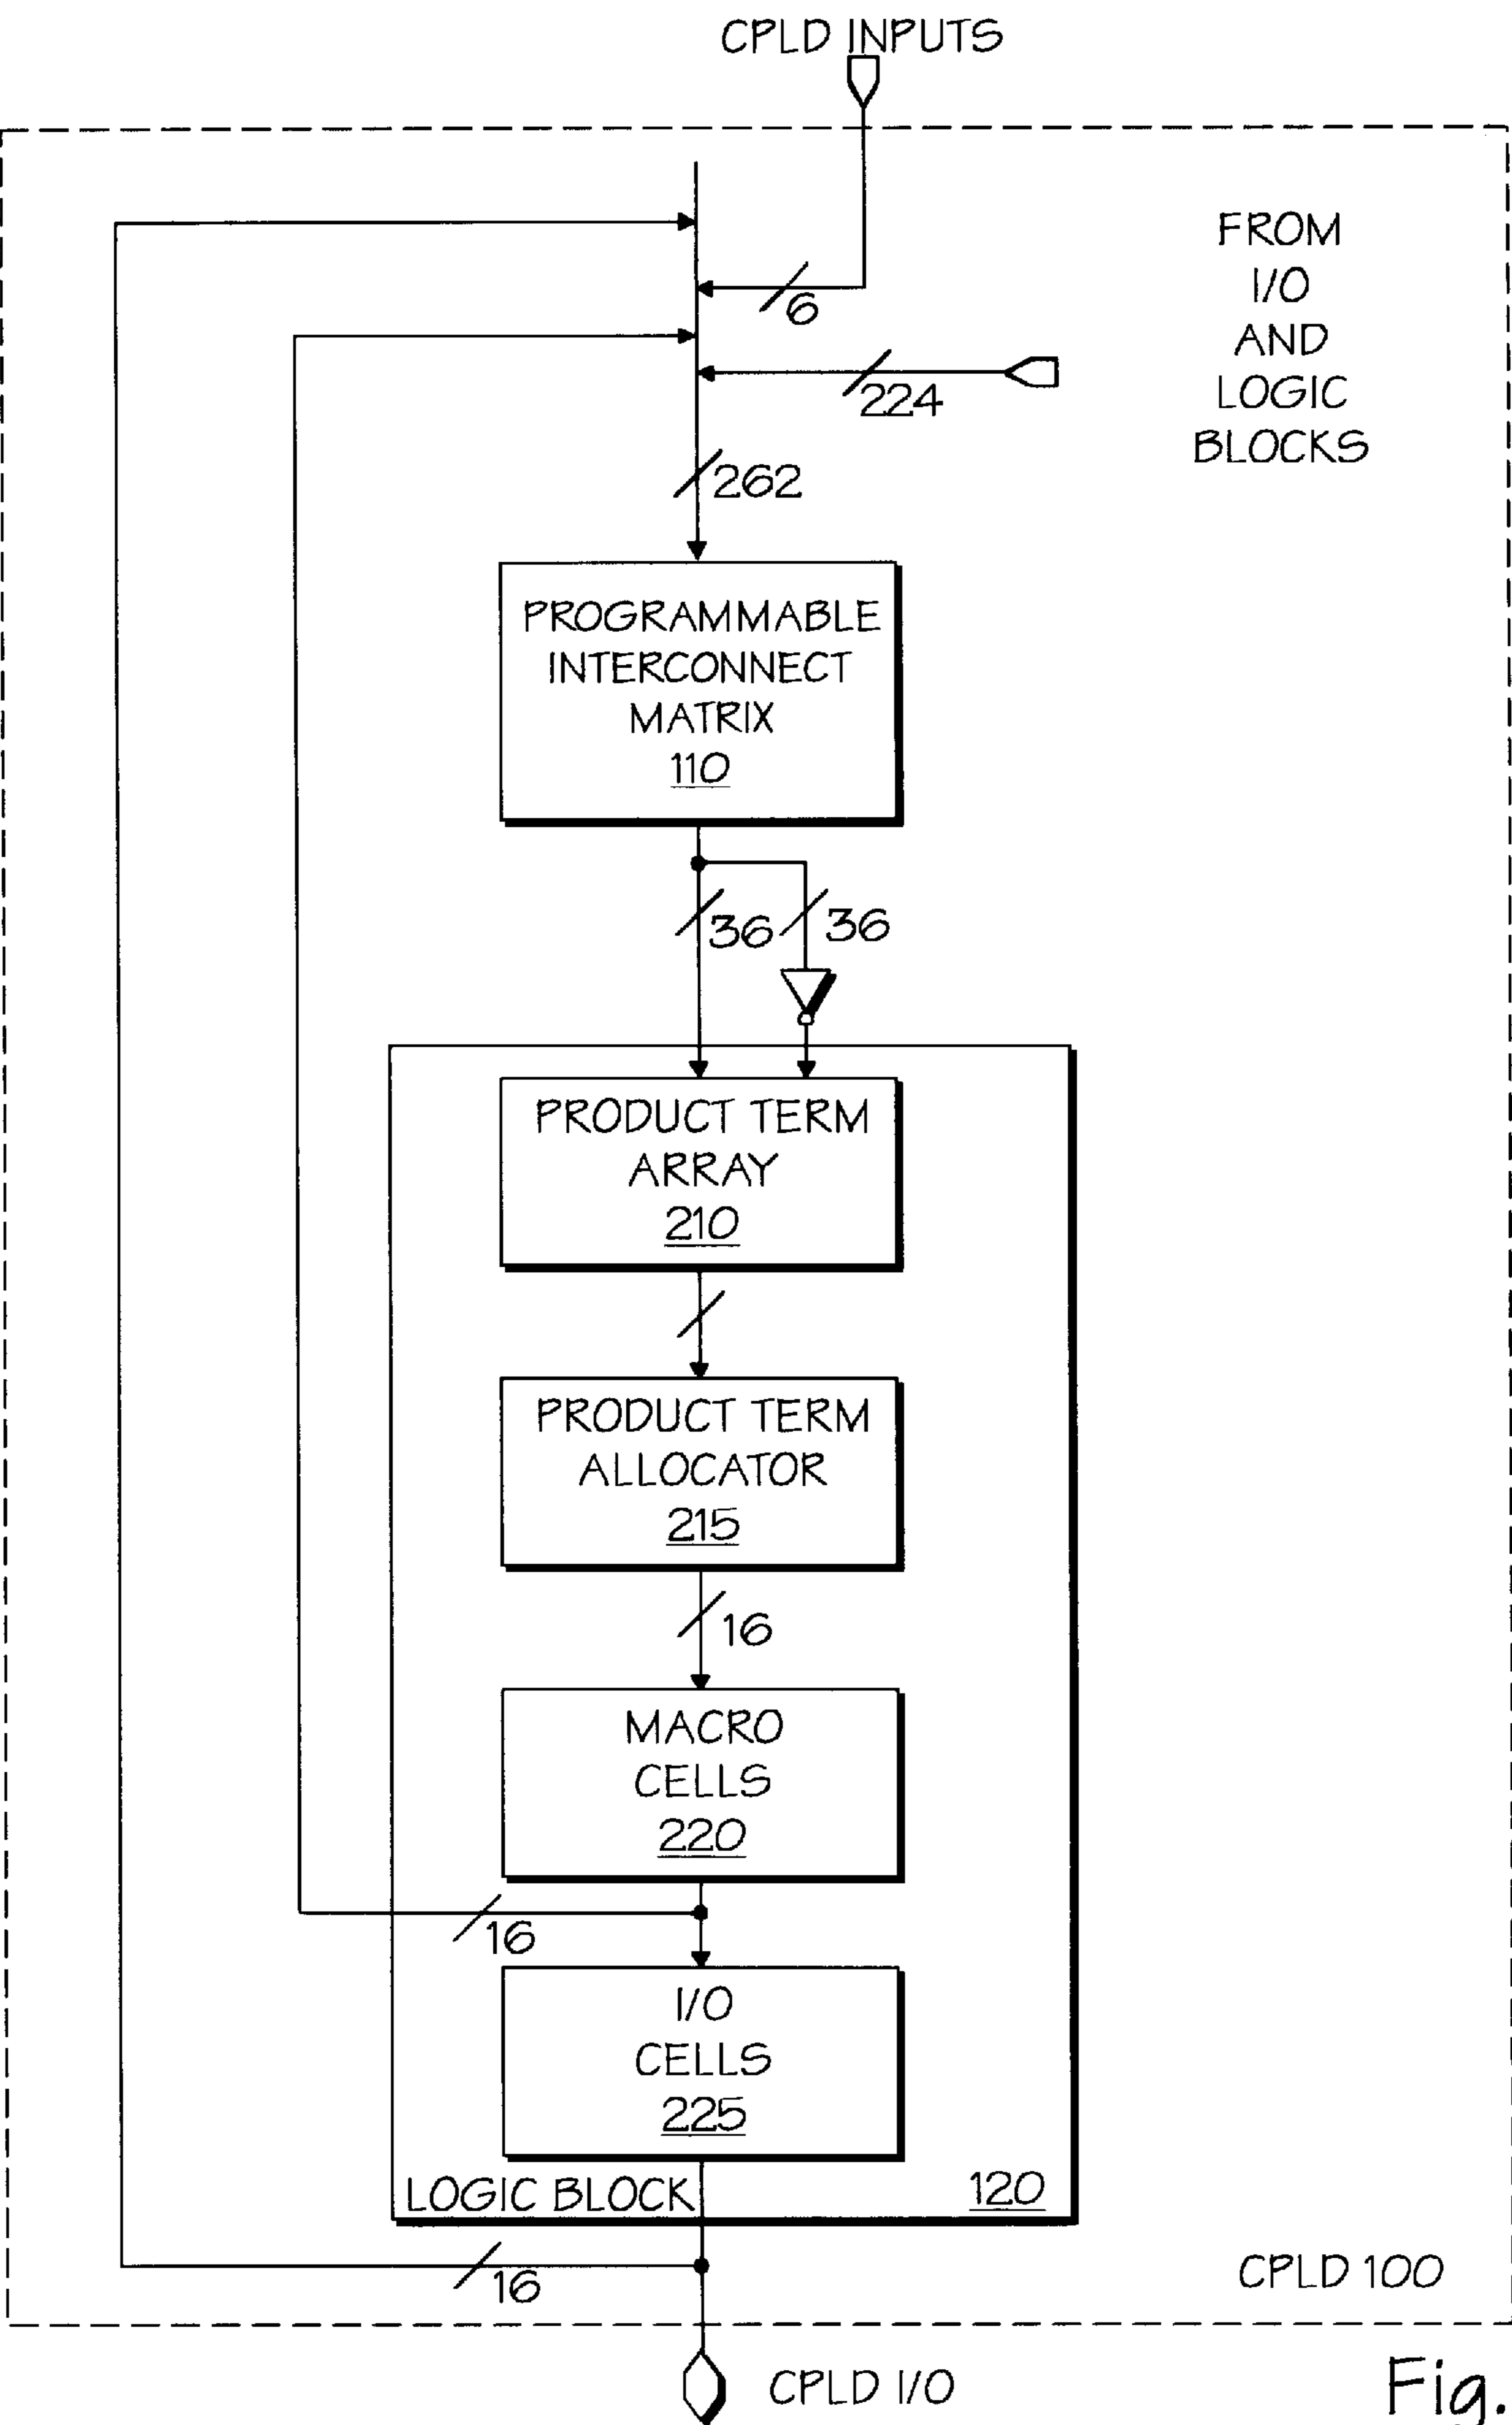 CPLD INPUTS
FROM
I/O
AND
LOGIC
BLOCKS
6
224
262
PROGRAMMABLE
INTERCONNECT
MATRIX
110
36
36
PRODUCT TERM
ARRAY
210
PRODUCT TERM
ALLOCATOR
215
16
MACRO
CELLS
220
16
I/O
CELLS
225
LOGIC BLOCK
120
16
CPLD 100
CPLD I/O
Fig.